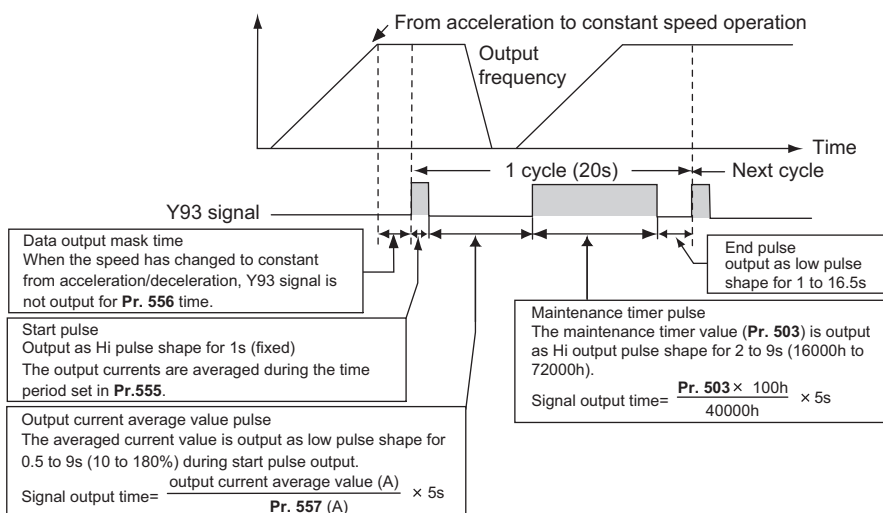 From acceleration to constant speed operation
Output
frequency
Time
1 cycle (20s)
Next cycle
Y93 signal
Data output mask time
When the speed has changed to constant
from acceleration/deceleration, Y93 signal is
not output for Pr. 556 time.
End pulse
output as low pulse
shape for 1 to 16.5s
Start pulse
Output as Hi pulse shape for 1s (fixed)
The output currents are averaged during the time
period set in Pr.555.
Maintenance timer pulse
The maintenance timer value (Pr. 503) is output
as Hi output pulse shape for 2 to 9s (16000h to
72000h).
Signal output time= Pr. 503 × 100h / 40000h × 5s
Output current average value pulse
The averaged current value is output as low pulse shape for
0.5 to 9s (10 to 180%) during start pulse output.
Signal output time= output current average value (A) / Pr. 557 (A) × 5s